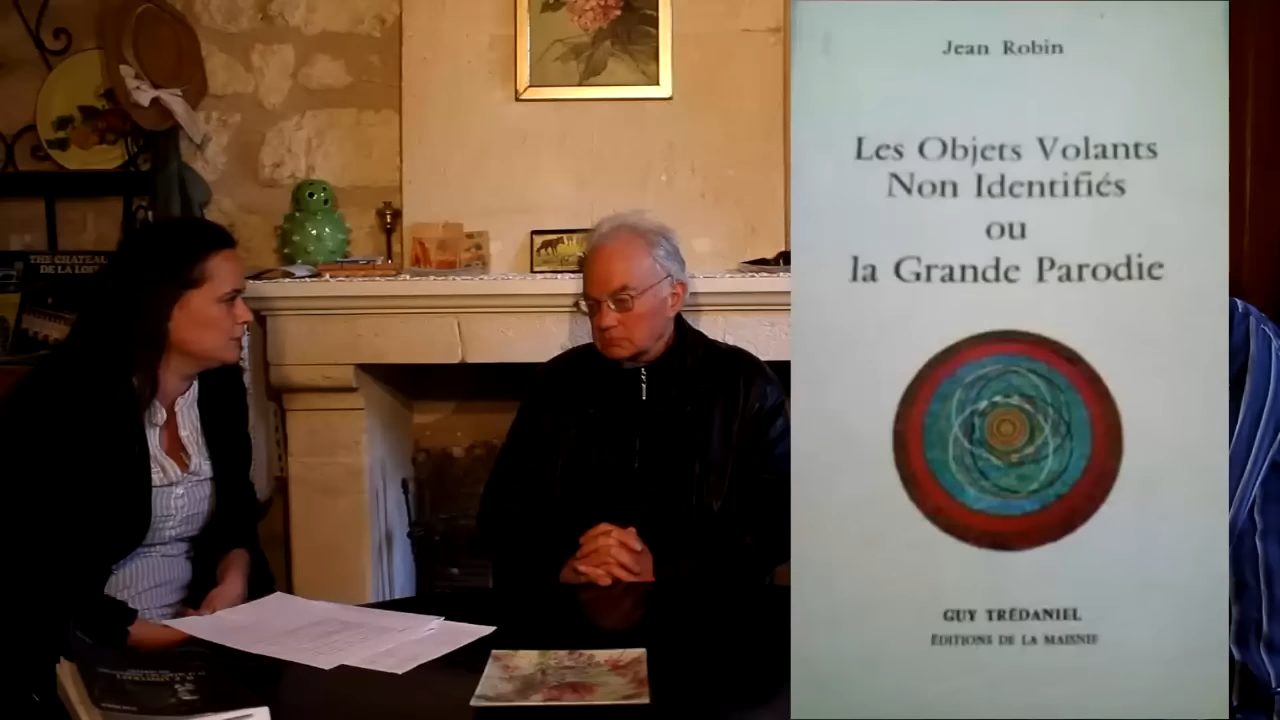 THE CHATEAU
DE LA LOI
Jean Robin
Les Objets Volants
Non Identifiés
ou
la Grande Parodie
GUY TRÉDANIEL
ÉDITIONS DE LA MAISNIE